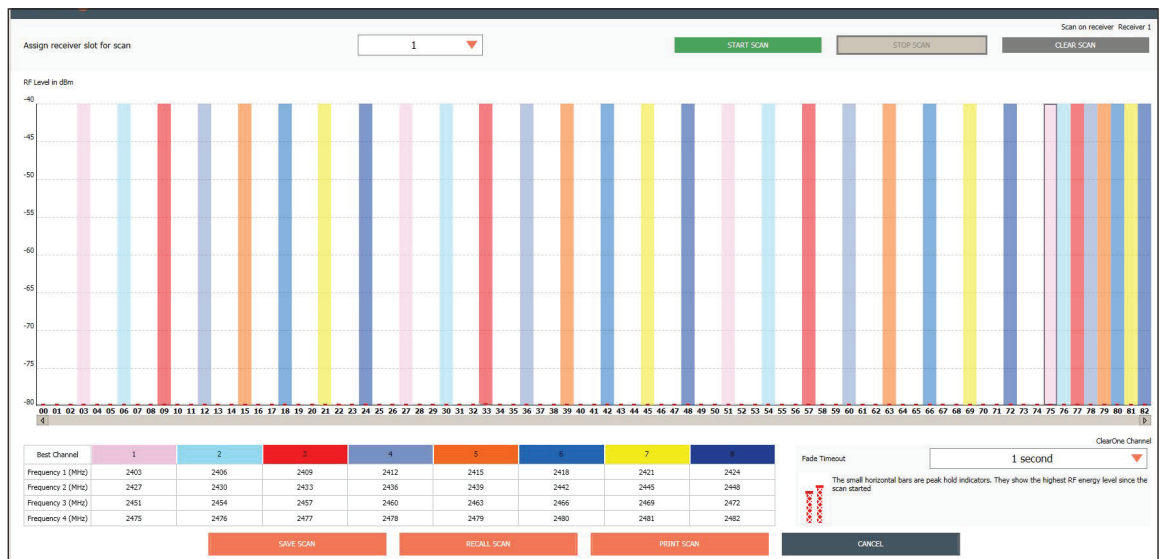 Scan on receiver Receiver 1
Assign receiver slot for scan 1 START SCAN STOP SCAN CLEAR SCAN
RF Level in dBm
-40
-45
-50
-55
-60
-65
-70
-75
-80
00 01 02 03 04 05 06 07 08 09 10 11 12 13 14 15 16 17 18 19 20 21 22 23 24 25 26 27 28 29 30 31 32 33 34 35 36 37 38 39 40 41 42 43 44 45 46 47 48 49 50 51 52 53 54 55 56 57 58 59 60 61 62 63 64 65 66 67 68 69 70 71 72 73 74 75 76 77 78 79 80 81 82
ClearOne Channel
Best Channel 1 2 3 4 5 6 7 8
Frequency 1 (MHz) 2403 2406 2409 2412 2415 2418 2421 2424
Frequency 2 (MHz) 2427 2430 2433 2436 2439 2442 2445 2448
Frequency 3 (MHz) 2451 2454 2457 2460 2463 2466 2469 2472
Frequency 4 (MHz) 2475 2476 2477 2478 2479 2480 2481 2482
Fade Timeout 1 second
The small horizontal bars are peak hold indicators. They show the highest RF energy level since the
scan started
SAVE SCAN RECALL SCAN PRINT SCAN CANCEL